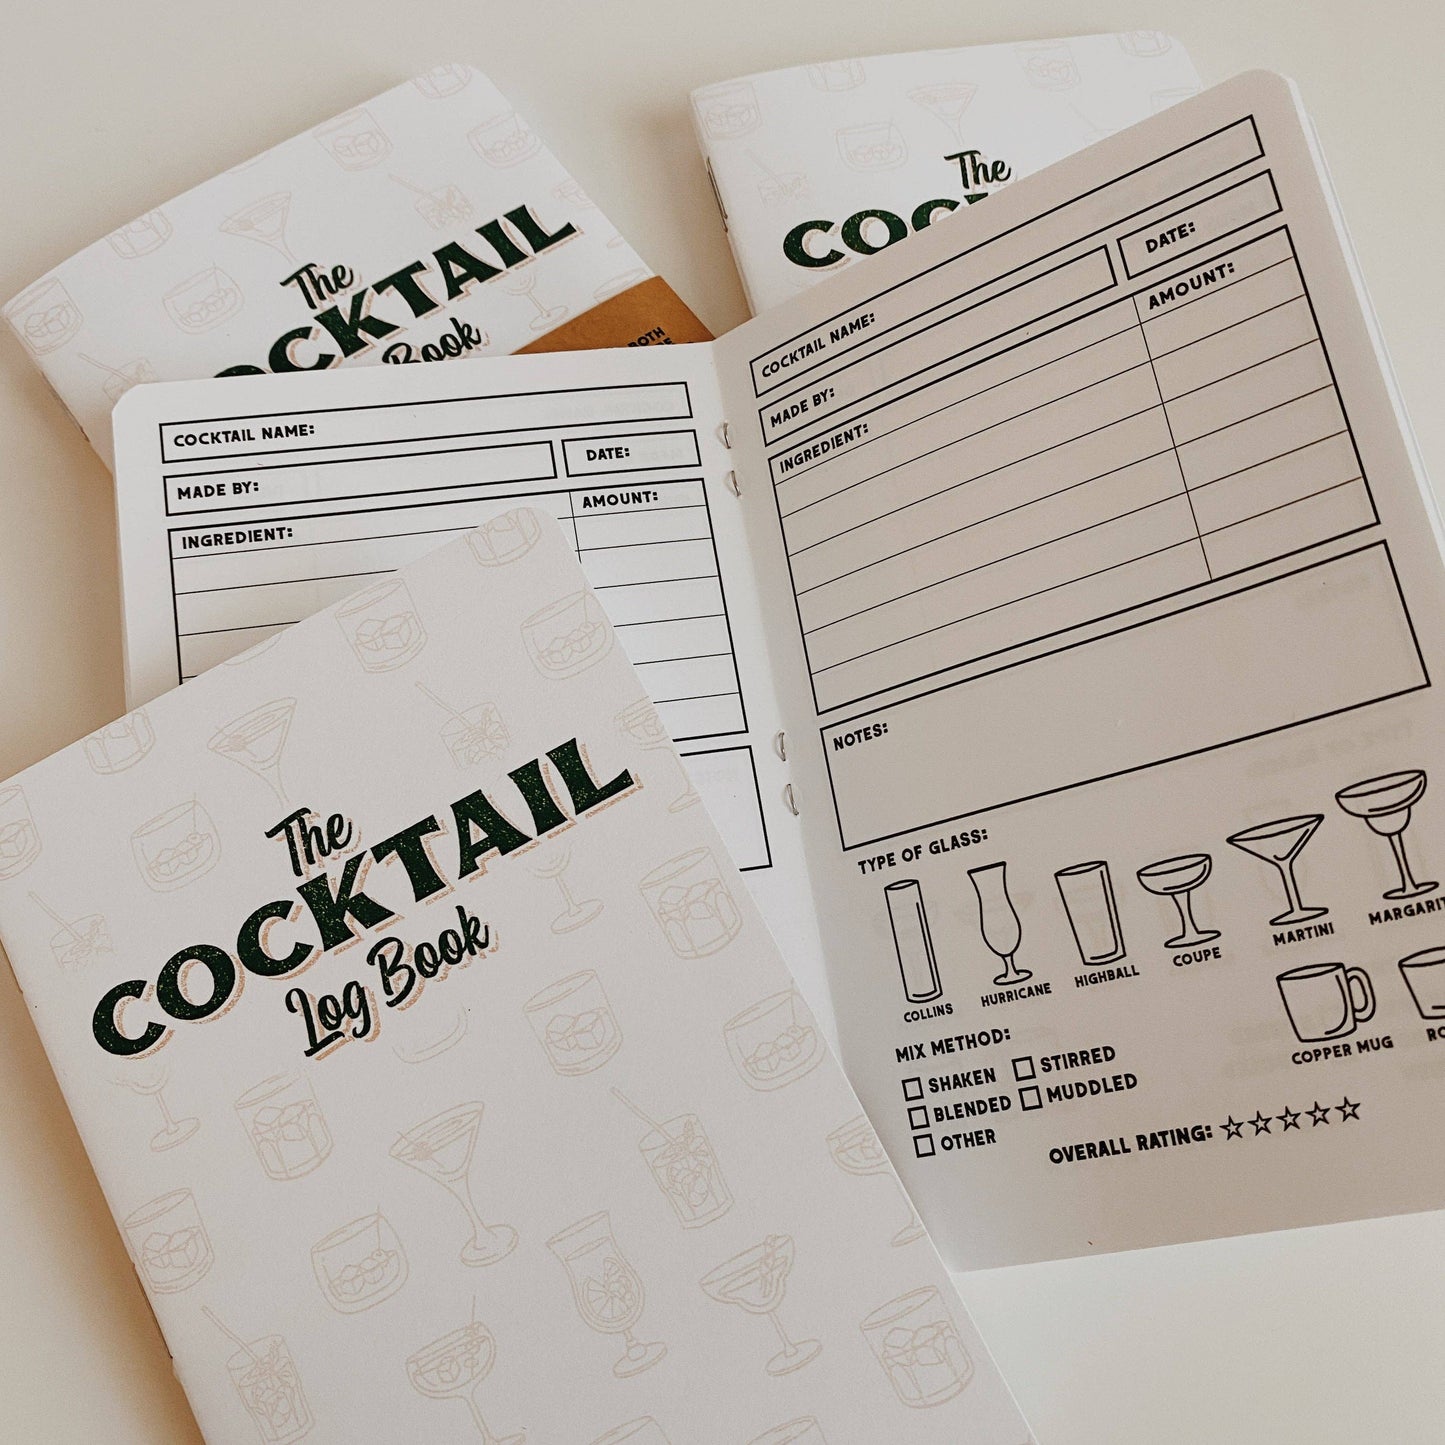 The
COCKTAIL
Book
The
COCKTAIL NAME:
MADE BY:
DATE:
INGREDIENT:
AMOUNT:
COCKTAIL NAME:
MADE BY:
DATE:
INGREDIENT:
AMOUNT:
NOTES:
TYPE OF GLASS:
COLLINS
HURRICANE
HIGHBALL
COUPE
MARTINI
MARGARIT
COPPER MUG
MIX METHOD:
SHAKEN
STIRRED
BLENDED
MUDDLED
OTHER
OVERALL RATING:
The
COCKTAIL
Log Book